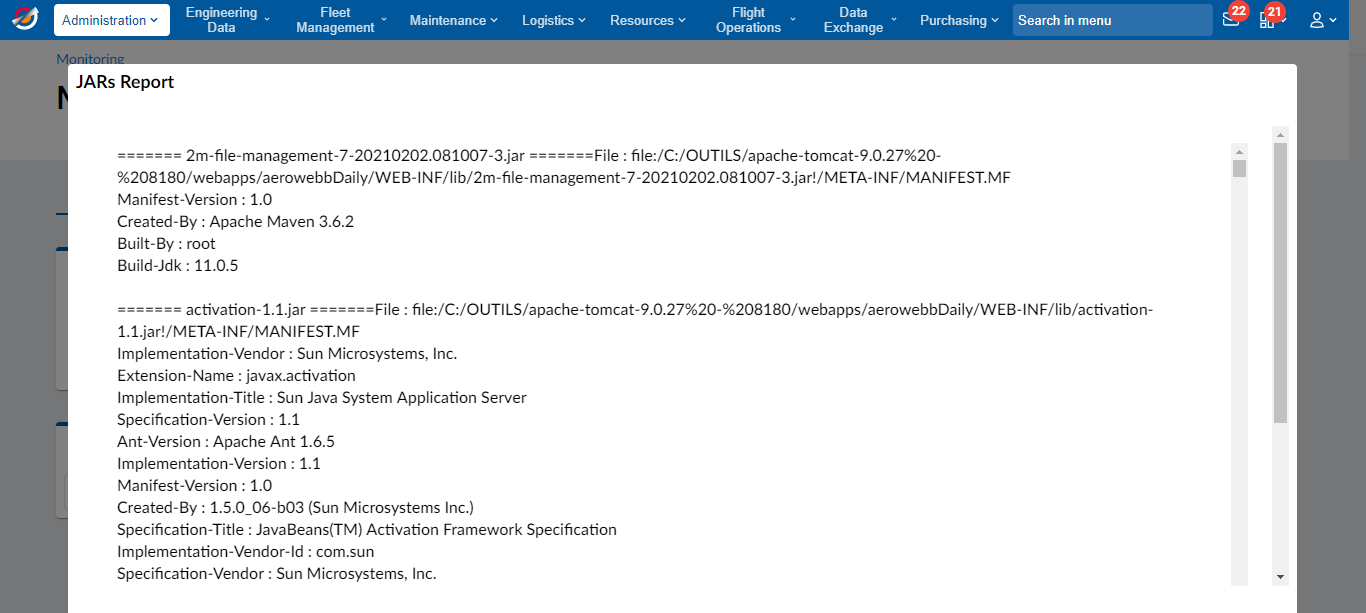 Administration
Engineering
Data
Fleet
Management
Maintenance
Logistics
Resources
Flight
Operations
Data
Exchange
Purchasing
Search in menu
22
21
Monitoring
JARs Report
======= 2m-file-management-7-20210202.081007-3.jar =======File : file:/C:/OUTILS/apache-tomcat-9.0.27%20-
%208180/webapps/aerowebbDaily/WEB-INF/lib/2m-file-management-7-20210202.081007-3.jar!/META-INF/MANIFEST.MF
Manifest-Version : 1.0
Created-By : Apache Maven 3.6.2
Built-By : root
Build-Jdk : 11.0.5
======= activation-1.1.jar =======File : file:/C:/OUTILS/apache-tomcat-9.0.27%20-%208180/webapps/aerowebbDaily/WEB-INF/lib/activation-
1.1.jar!/META-INF/MANIFEST.MF
Implementation-Vendor : Sun Microsystems, Inc.
Extension-Name : javax.activation
Implementation-Title : Sun Java System Application Server
Specification-Version : 1.1
Ant-Version : Apache Ant 1.6.5
Implementation-Version : 1.1
Manifest-Version : 1.0
Created-By : 1.5.0_06-b03 (Sun Microsystems Inc.)
Specification-Title : JavaBeans(TM) Activation Framework Specification
Implementation-Vendor-Id : com.sun
Specification-Vendor : Sun Microsystems, Inc.